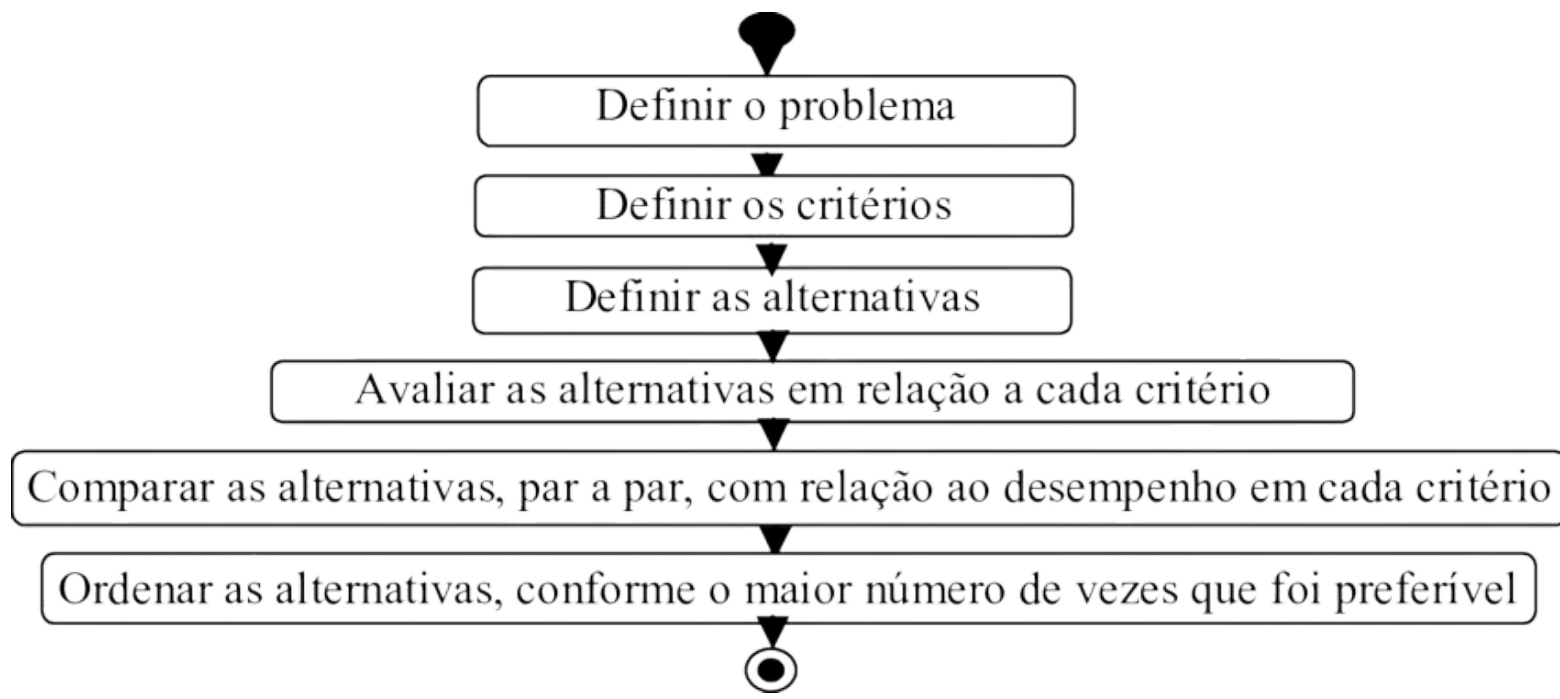 Definir o problema
Definir os critérios
Definir as alternativas
Avaliar as alternativas em relação a cada critério
Comparar as alternativas, par a par, com relação ao desempenho em cada critério
Ordenar as alternativas, conforme o maior número de vezes que foi preferível